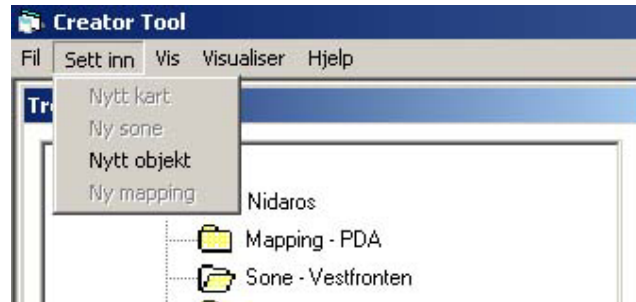 Creator Tool
Fil Sett inn Vis Visualiser Hjelp
Tre
Nytt kart
Ny sone
Nytt objekt
Ny mapping
Nidaros
Mapping - PDA
Sone - Vestfronten